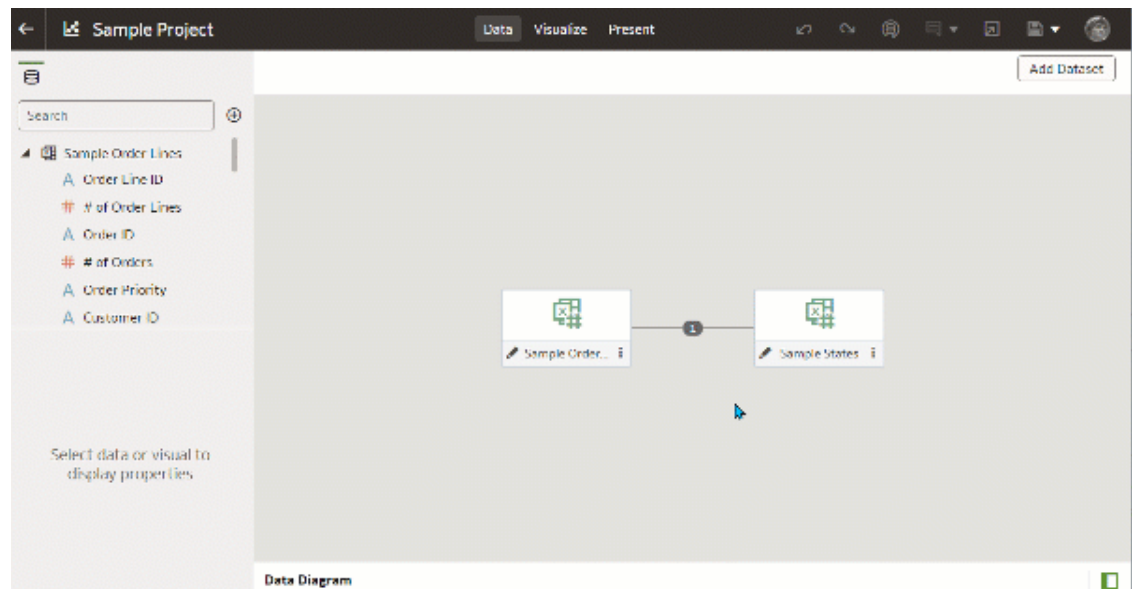 Sample Project
Data Visualize Present
Add Dataset
Search
Sample Order Lines
A Order Line ID
# # of Order Lines
A Order ID
# # of Orders
A Order Priority
A Customer ID
1
Sample Order...
Sample States
Select data or visual to
display properties
Data Diagram